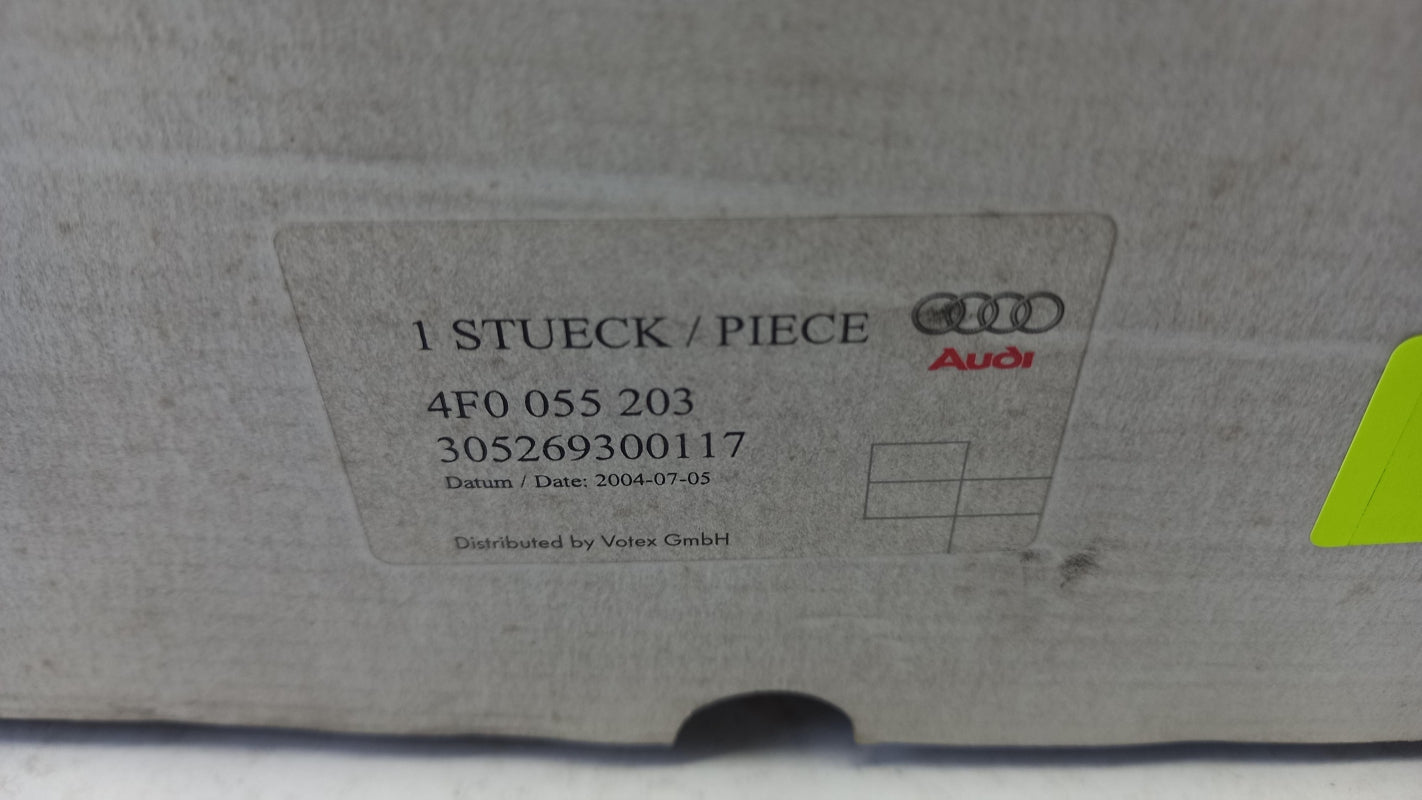 1 STUECK / PIECE
Audi
4F0 055 203
305269300117
Datum / Date: 2004-07-05
Distributed by Votex GmbH